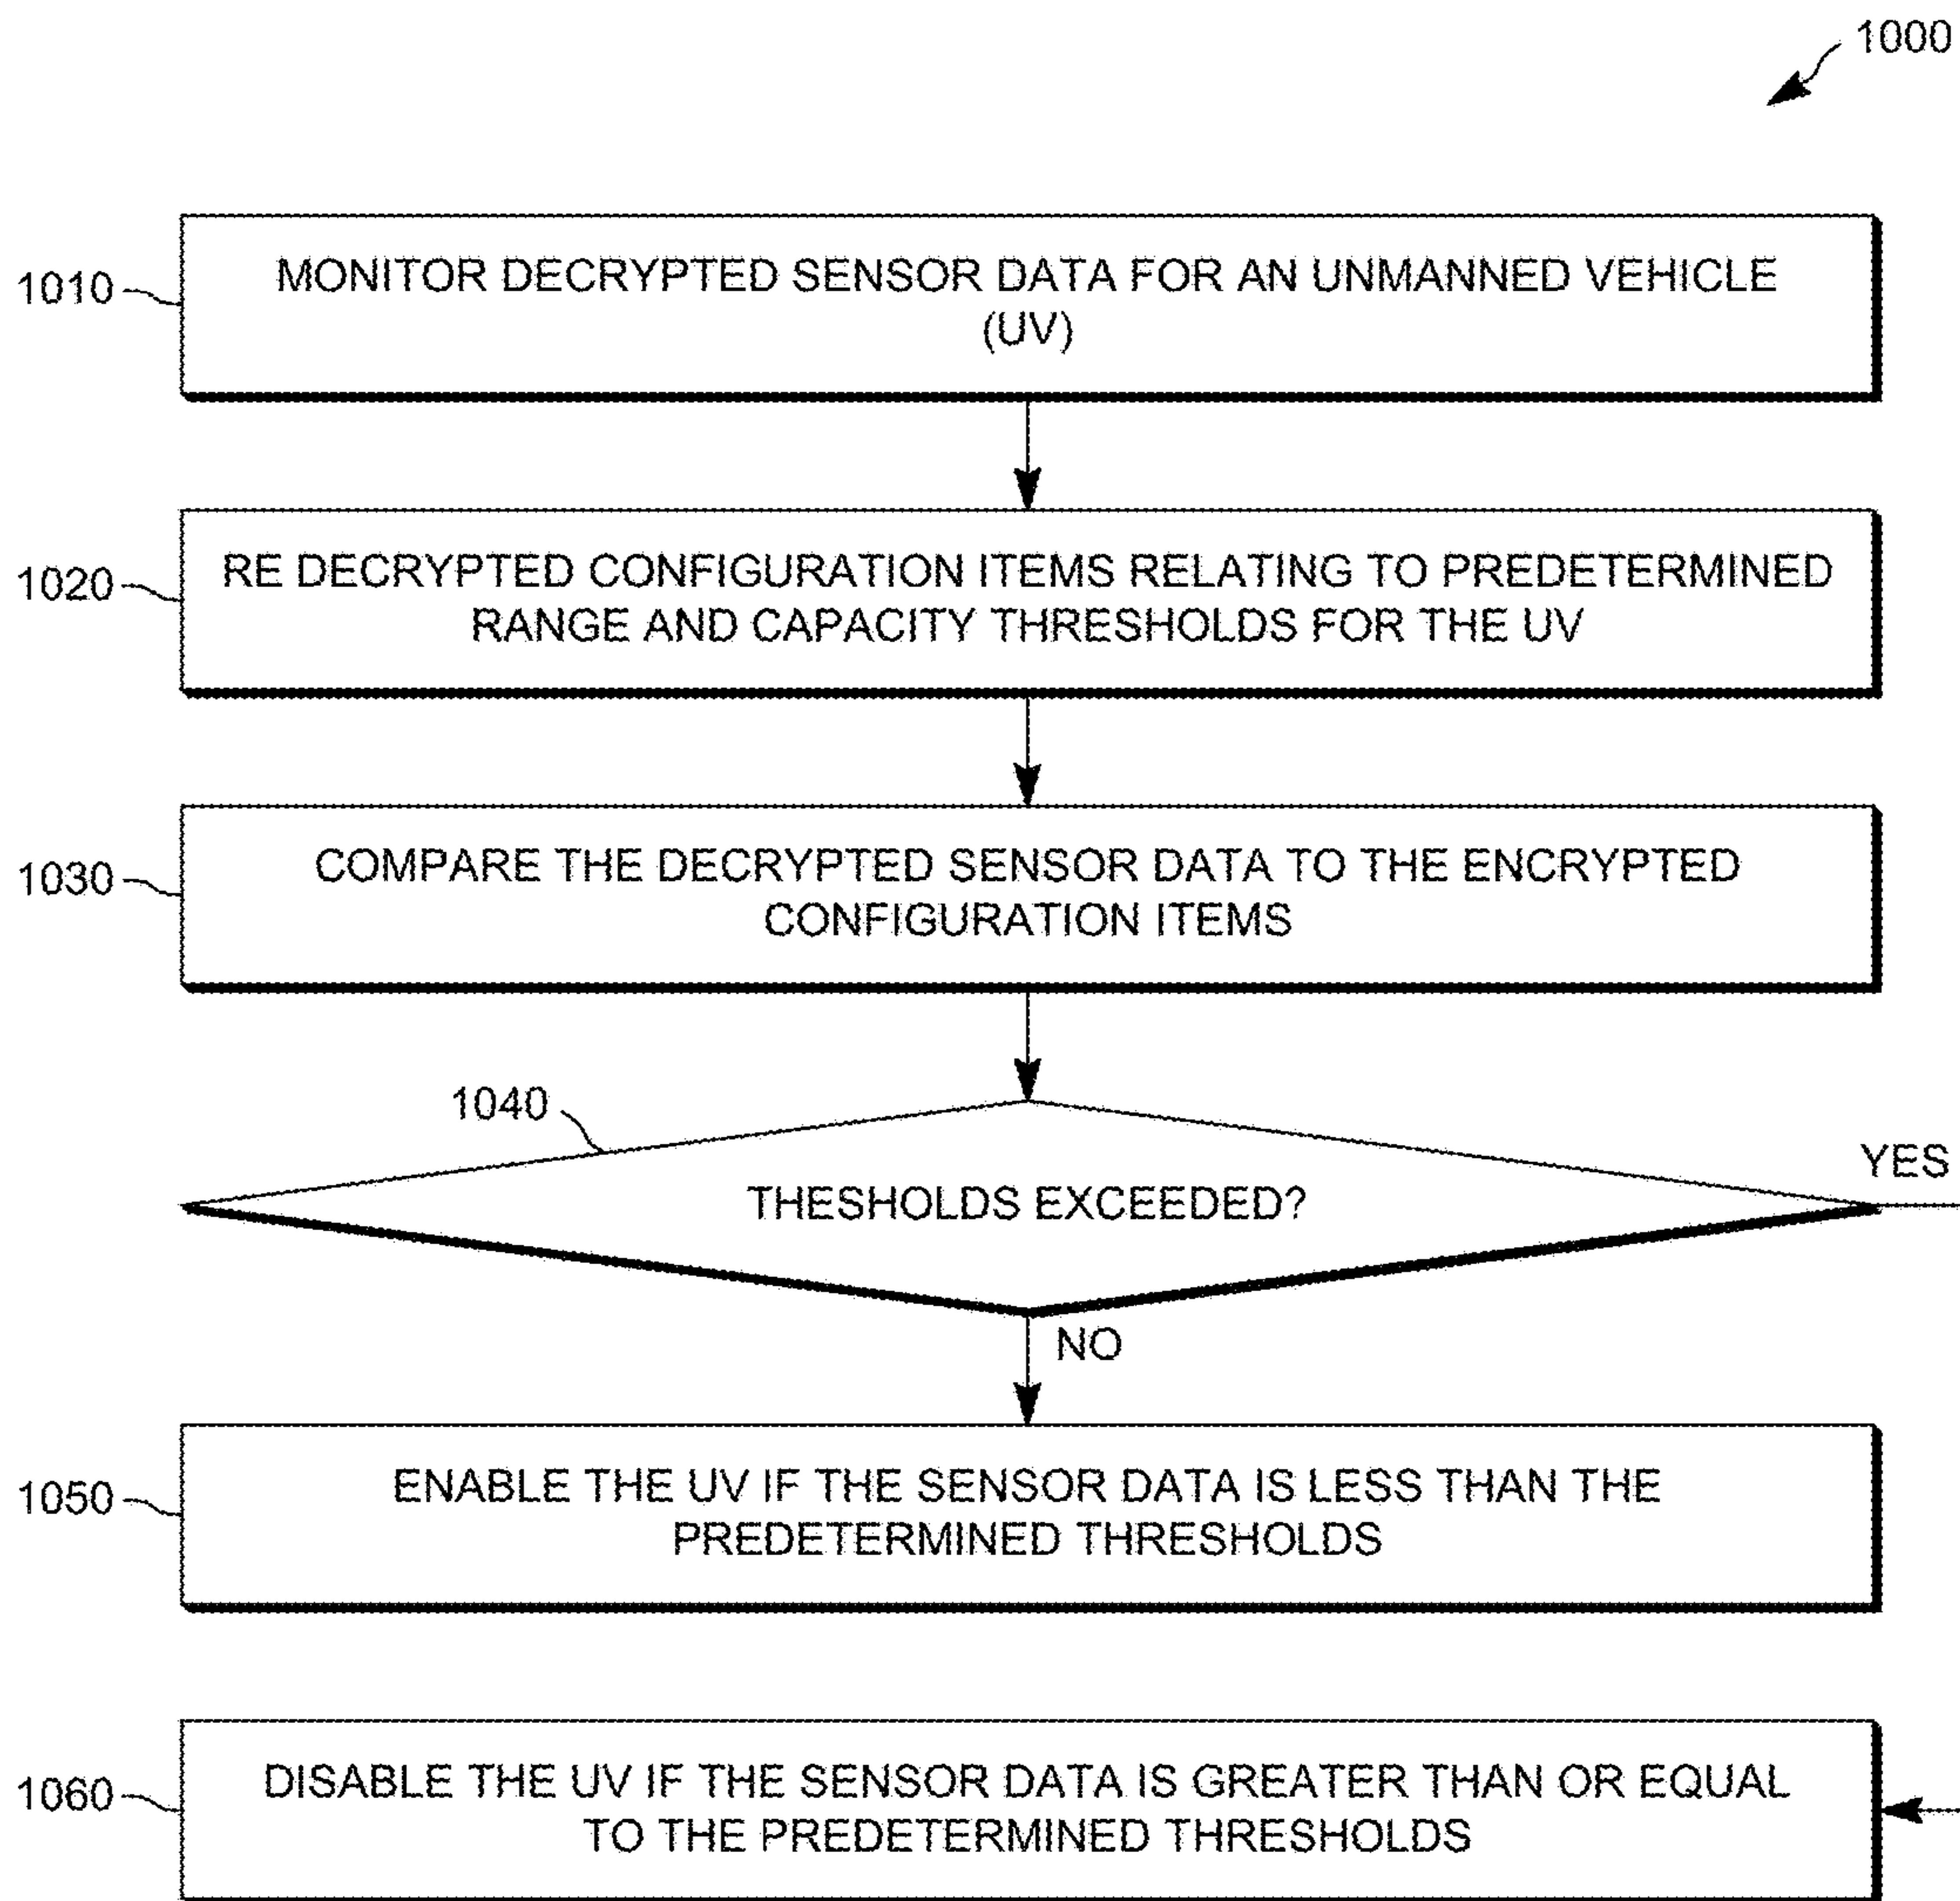 1000
1010
MONITOR DECRYPTED SENSOR DATA FOR AN UNMANNED VEHICLE
(UV)
1020
RE DECRYPTED CONFIGURATION ITEMS RELATING TO PREDETERMINED
RANGE AND CAPACITY THRESHOLDS FOR THE UV
1030
COMPARE THE DECRYPTED SENSOR DATA TO THE ENCRYPTED
CONFIGURATION ITEMS
1040
YES
THESHOLDS EXCEEDED?
NO
1050
ENABLE THE UV IF THE SENSOR DATA IS LESS THAN THE
PREDETERMINED THRESHOLDS
1060
DISABLE THE UV IF THE SENSOR DATA IS GREATER THAN OR EQUAL
TO THE PREDETERMINED THRESHOLDS